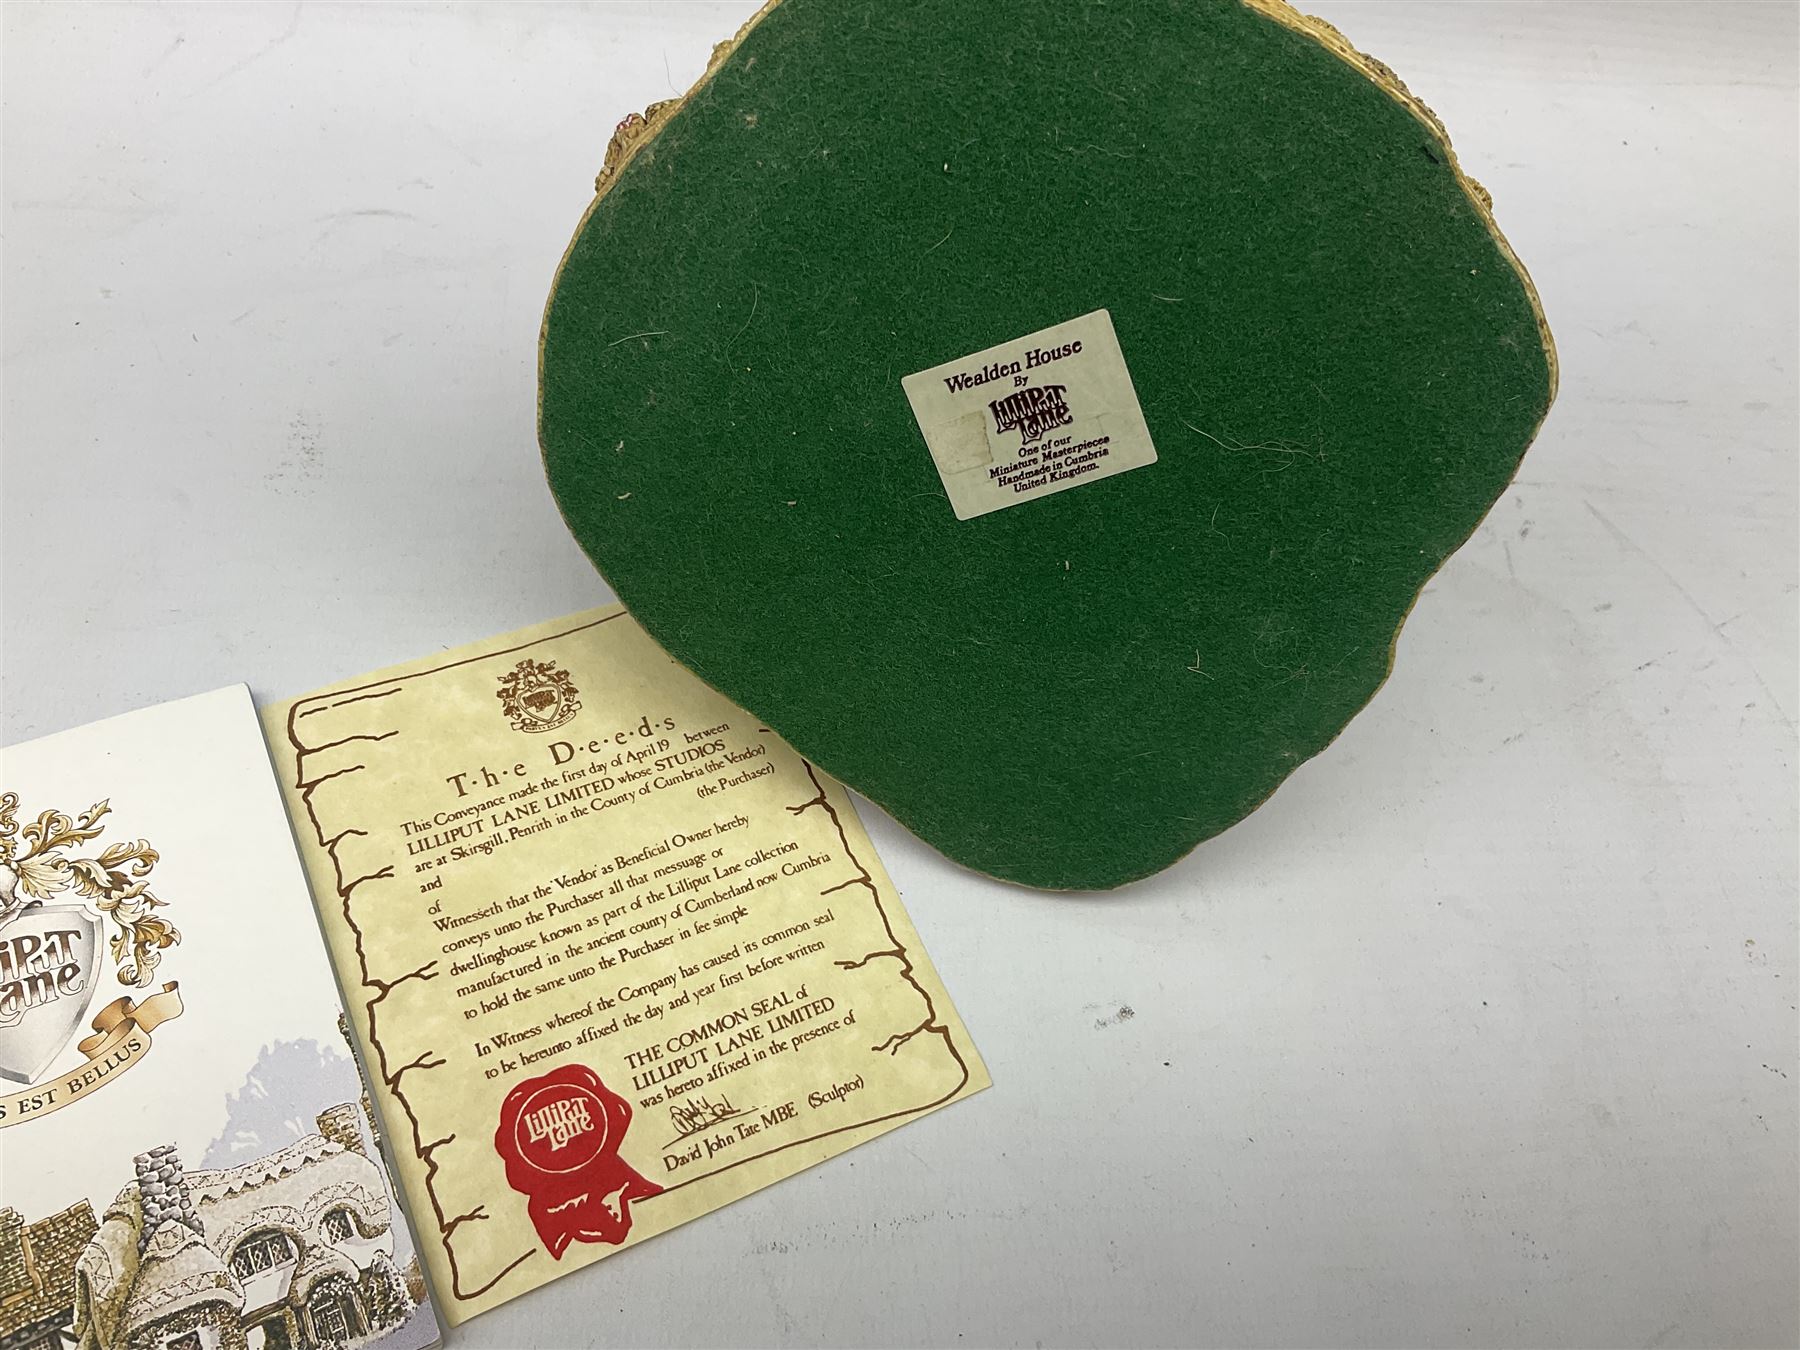 Wealden House
By
Lilliput
Lane
One of our
Miniature Masterpieces
Handmade in Cumbria
United Kingdom.
T·h·e D·e·e·d·s
This Conveyance made the first day of April 19 between
LILLIPUT LANE LIMITED whose STUDIOS
are at Skirsgill, Penrith in the County of Cumbria (the Vendor)
and (the Purchaser)
of
Witnesseth that the Vendor as Beneficial Owner hereby
conveys unto the Purchaser all that message or
dwellinghouse known as part of the Lilliput Lane collection
manufactured in the ancient county of Cumberland now Cumbria
to hold the same unto the Purchaser in fee simple
In Witness whereof the Company has caused its common seal
to be hereunto affixed the day and year first before written
THE COMMON SEAL of
LILLIPUT LANE LIMITED
was hereto affixed in the presence of
David John Tate MBE (Sculptor)
Lilliput
Lane
liput
ane
S EST BELLUS